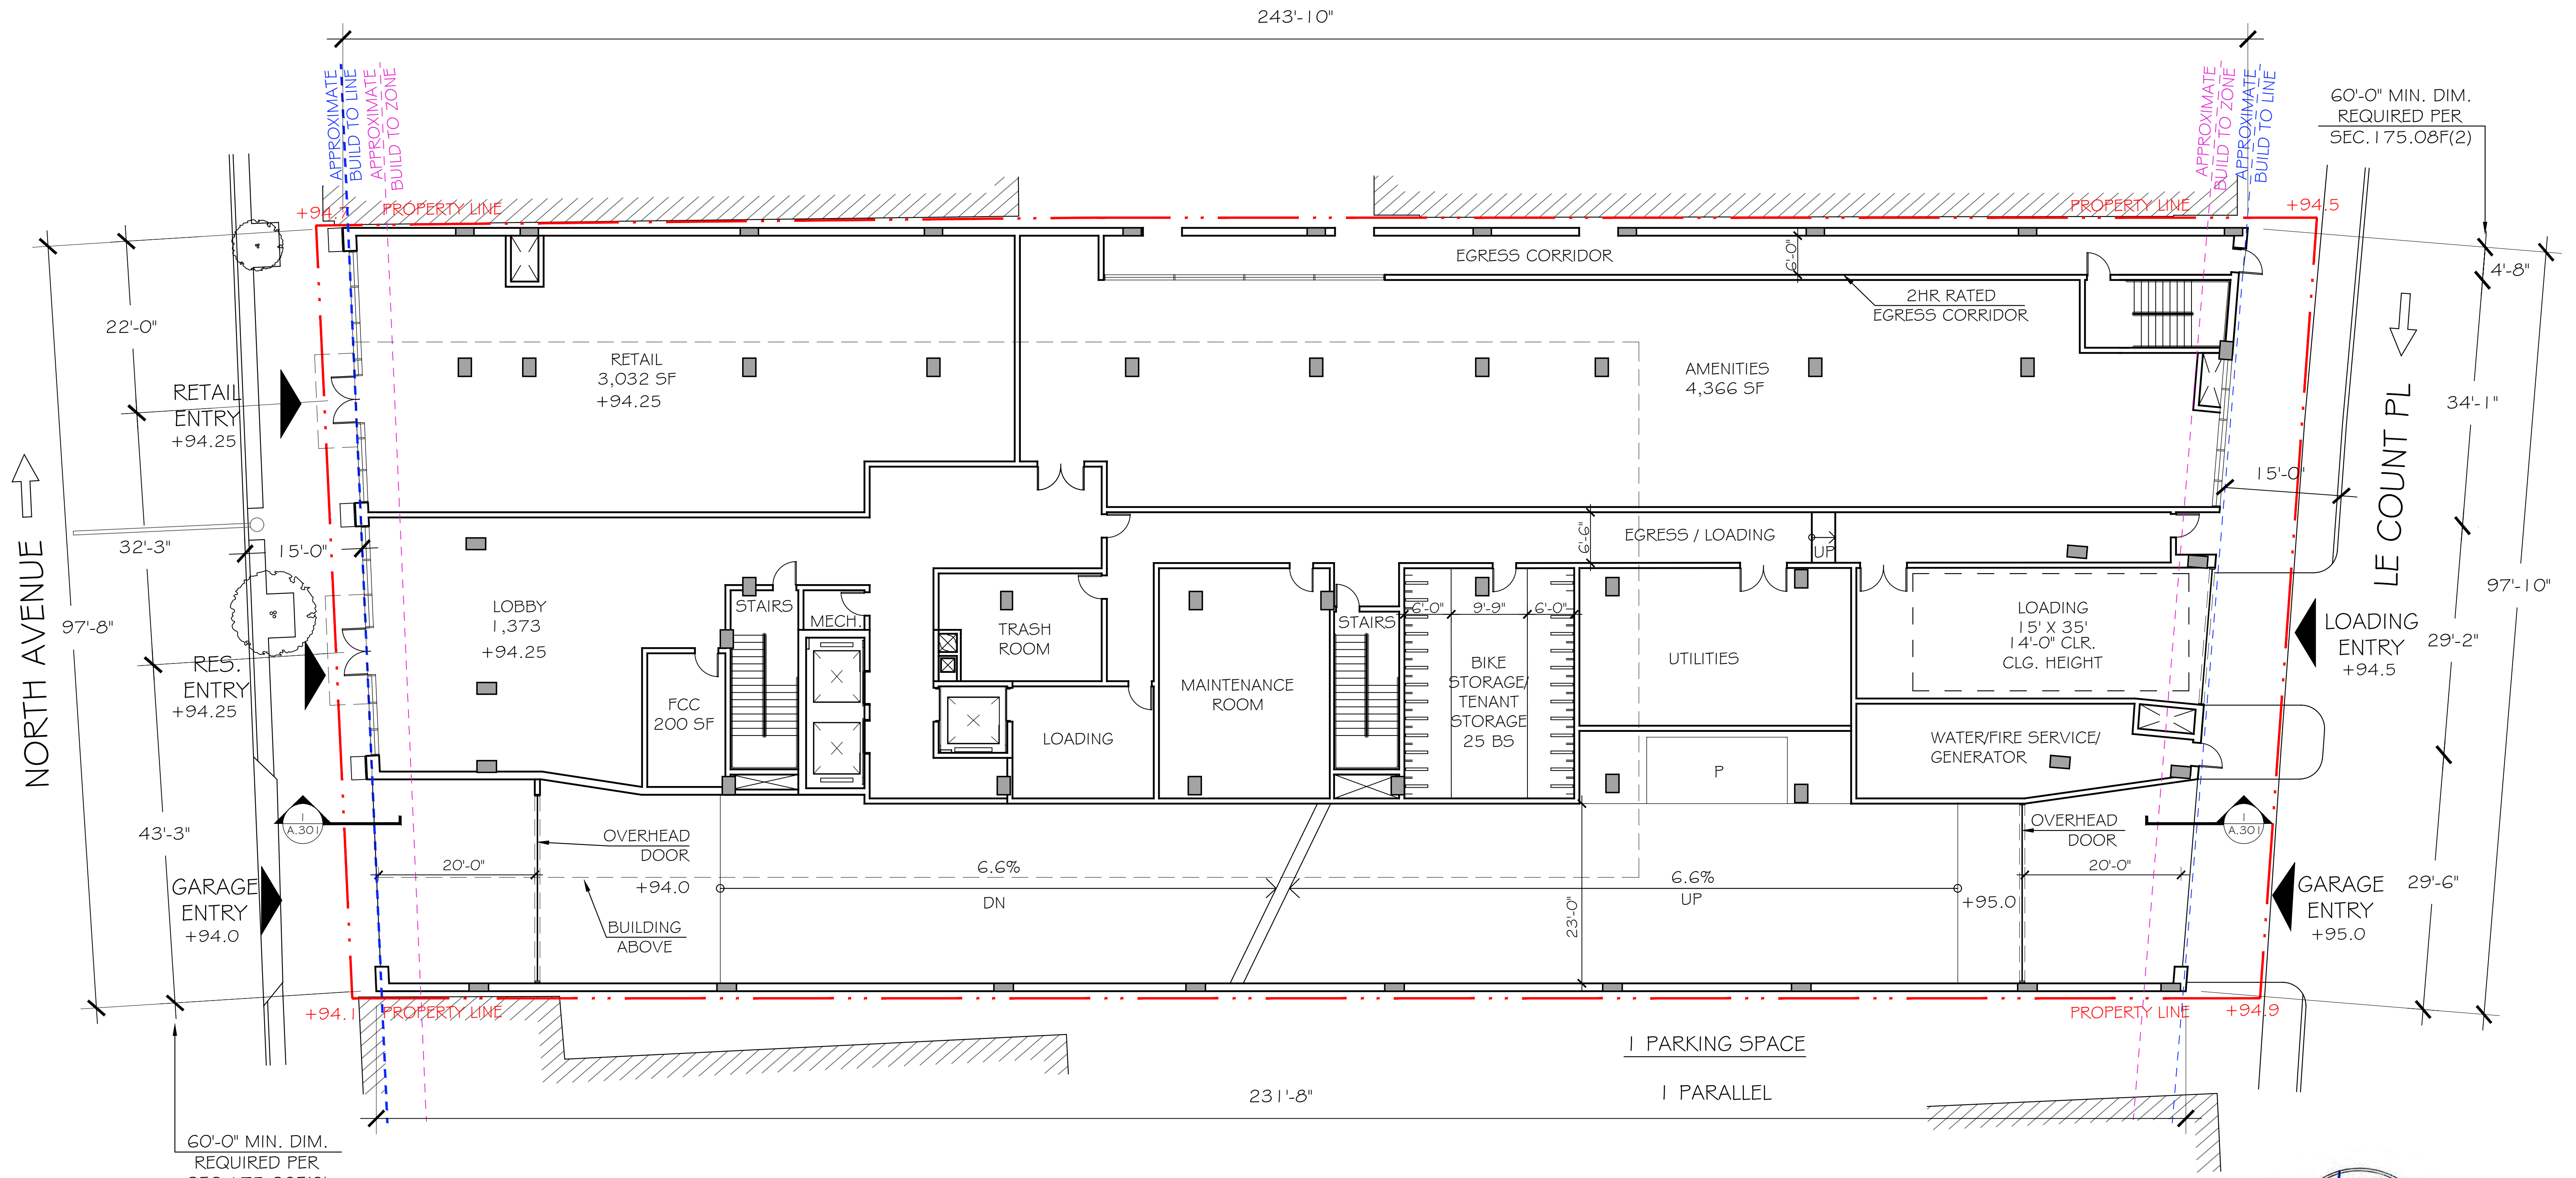 243'-10"
APPROXIMATE
BUILD TO LINE
APPROXIMATE
BUILD TO ZONE
APPROXIMATE
BUILD TO ZONE
APPROXIMATE
BUILD TO LINE
60'-0" MIN. DIM.
REQUIRED PER
SEC.175.08F(2)
+94.7
PROPERTY LINE
PROPERTY LINE
+94.5
EGRESS CORRIDOR
6'-0"
4'-8"
2HR RATED
EGRESS CORRIDOR
22'-0"
RETAIL
3,032 SF
+94.25
AMENITIES
4,366 SF
RETAIL
ENTRY
+94.25
34'-1"
LE COUNT PL
15'-0"
NORTH AVENUE
32'-3"
15'-0"
97'-8"
6'-6"
EGRESS / LOADING
UP
97'-10"
LOBBY
1,373
+94.25
STAIRS
MECH.
TRASH
ROOM
STAIRS
6'-0"
9'-9"
6'-0"
LOADING
15' X 35'
14'-0" CLR.
CLG. HEIGHT
LOADING
ENTRY
+94.5
29'-2"
RES.
ENTRY
+94.25
FCC
200 SF
LOADING
MAINTENANCE
ROOM
BIKE
STORAGE/
TENANT
STORAGE
25 BS
UTILITIES
P
WATER/FIRE SERVICE/
GENERATOR
1
A.301
43'-3"
OVERHEAD
DOOR
OVERHEAD
DOOR
1
A.301
20'-0"
+94.0
6.6%
DN
6.6%
UP
+95.0
20'-0"
23'-0"
GARAGE
ENTRY
+94.0
GARAGE
ENTRY
+95.0
29'-6"
BUILDING
ABOVE
+94.1
PROPERTY LINE
PROPERTY LINE
+94.9
1 PARKING SPACE
1 PARALLEL
231'-8"
60'-0" MIN. DIM.
REQUIRED PER